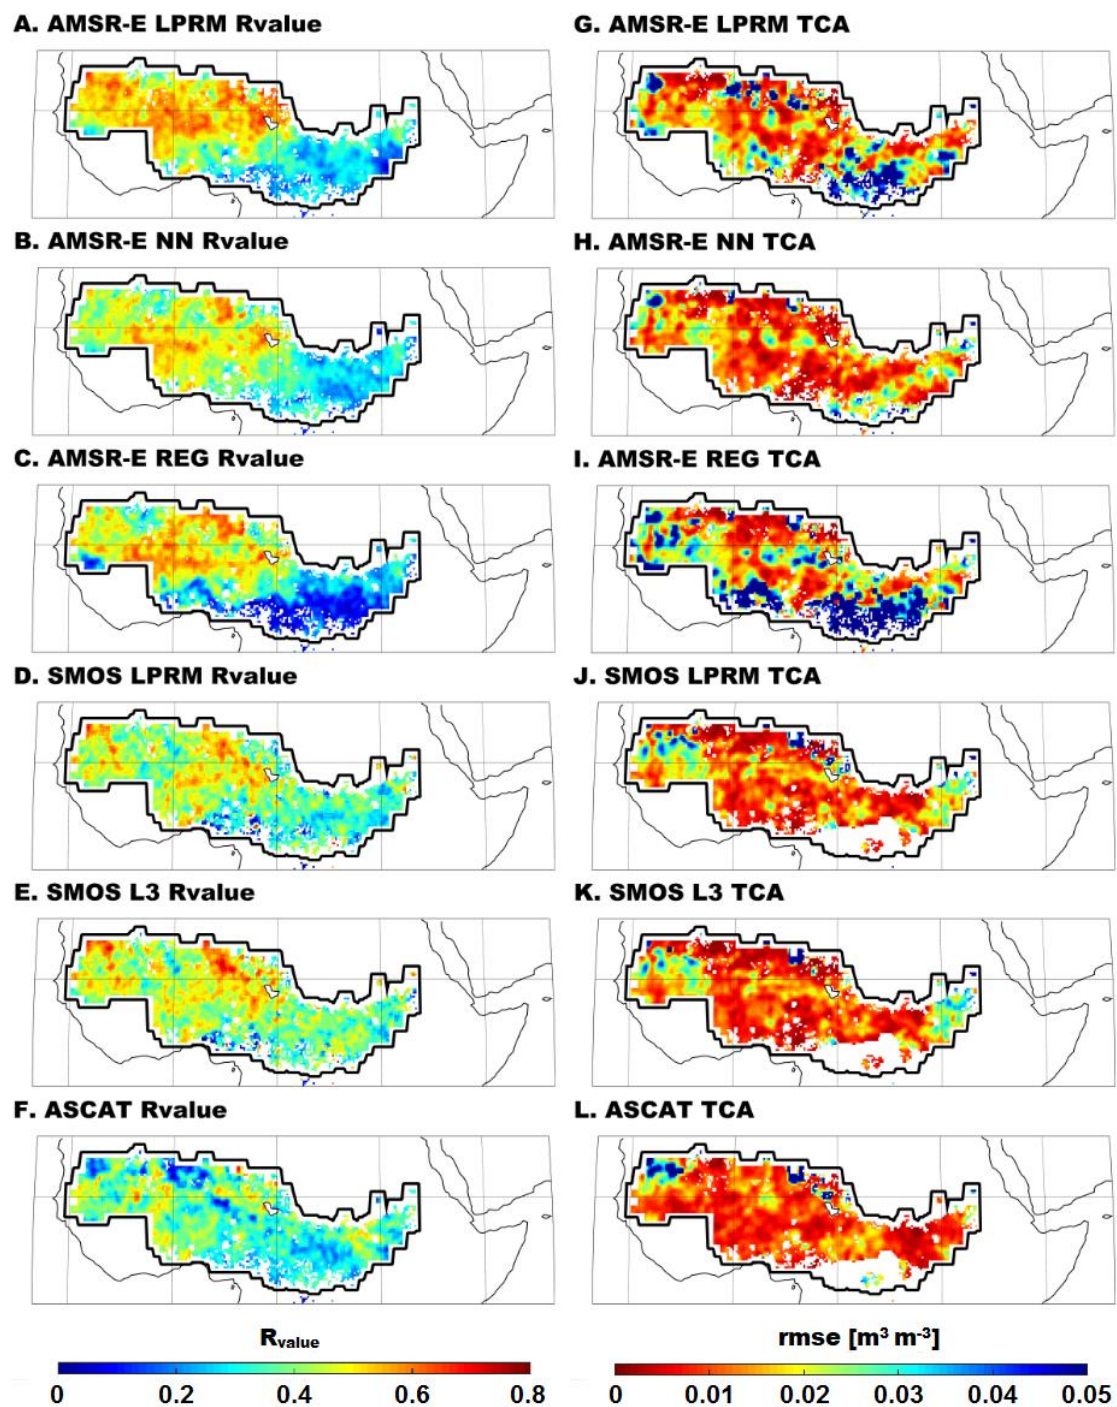 A. AMSR-E LPRM Rvalue
G. AMSR-E LPRM TCA
B. AMSR-E NN Rvalue
H. AMSR-E NN TCA
C. AMSR-E REG Rvalue
I. AMSR-E REG TCA
D. SMOS LPRM Rvalue
J. SMOS LPRM TCA
E. SMOS L3 Rvalue
K. SMOS L3 TCA
F. ASCAT Rvalue
L. ASCAT TCA
Rvalue
rmse [m³ m⁻³]
0 0.2 0.4 0.6 0.8
0 0.01 0.02 0.03 0.04 0.05